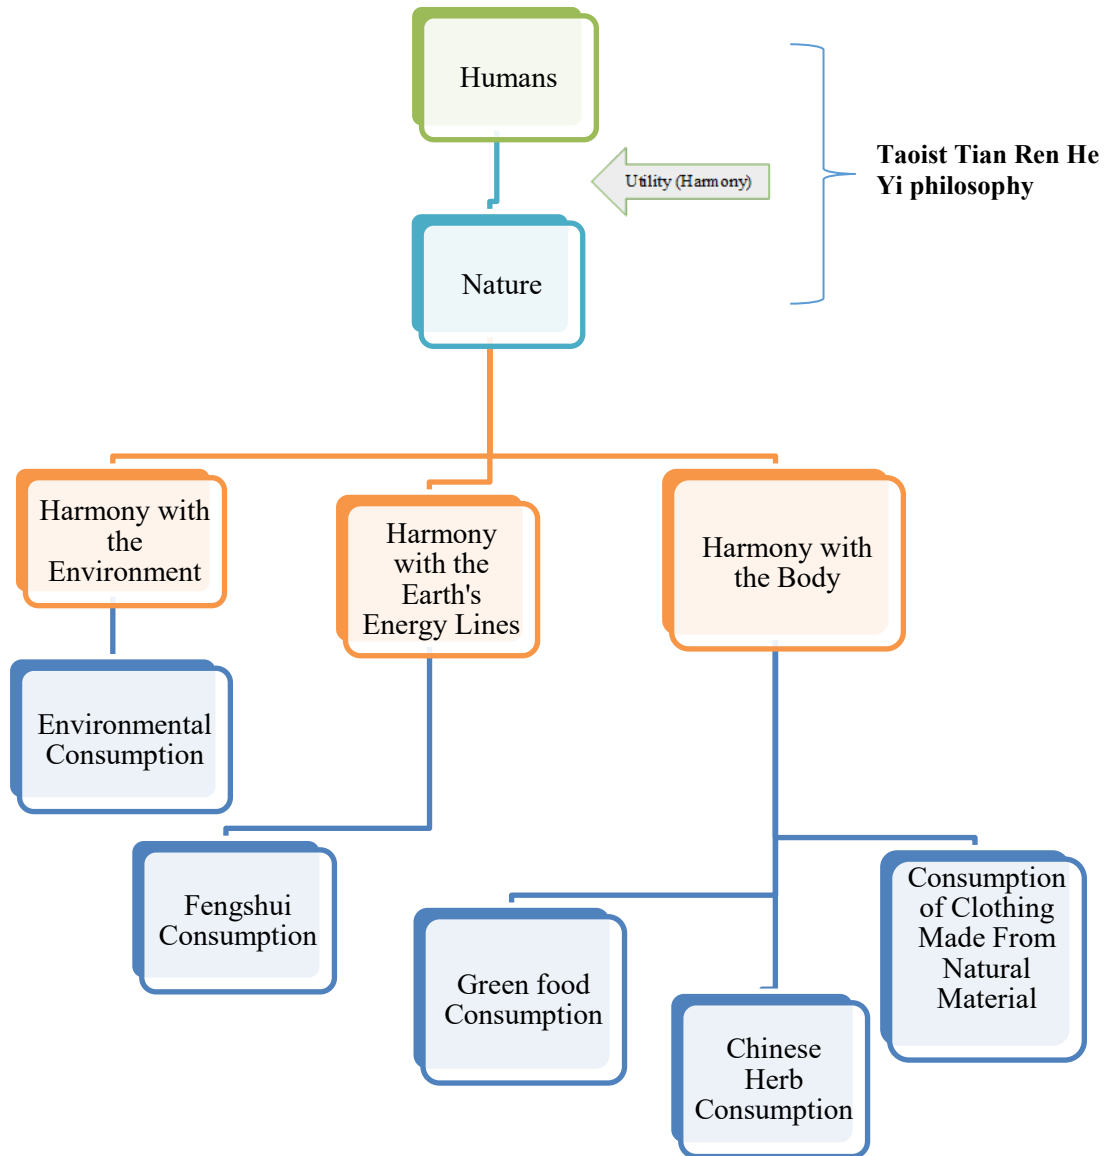 Humans
Taoist Tian Ren He
Yi philosophy
Utility (Harmony)
Nature
Harmony with
the
Environment
Harmony
with the
Earth's
Energy Lines
Harmony with
the Body
Environmental
Consumption
Fengshui
Consumption
Green food
Consumption
Chinese
Herb
Consumption
Consumption
of Clothing
Made From
Natural
Material